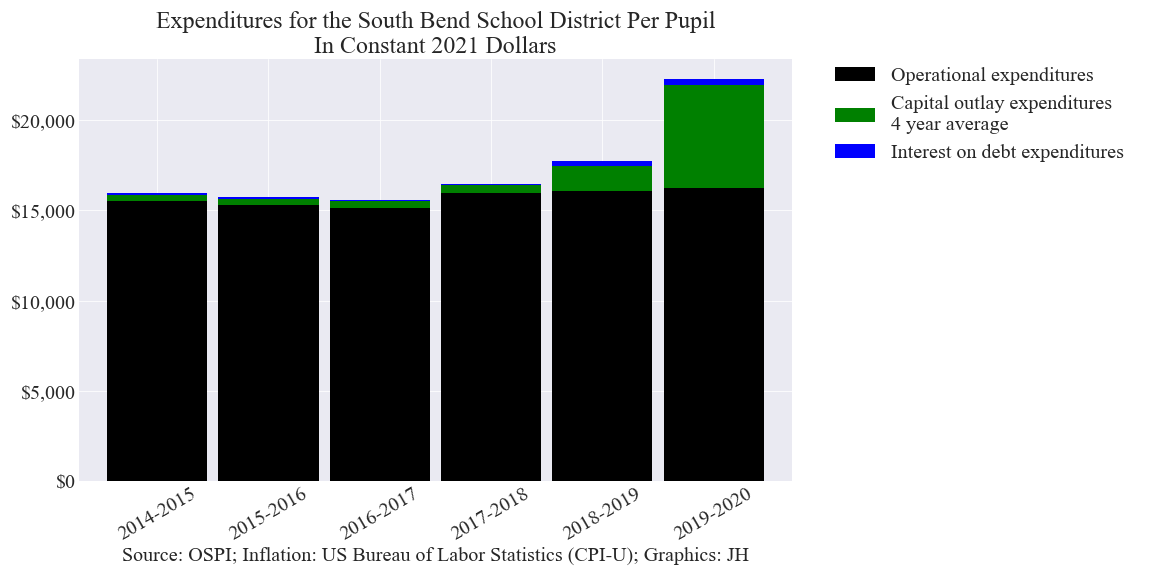 Expenditures for the South Bend School District Per Pupil
In Constant 2021 Dollars
Operational expenditures
Capital outlay expenditures
4 year average
Interest on debt expenditures
$20,000
$15,000
$10,000
$5,000
$0
2014-2015
2015-2016
2016-2017
2017-2018
2018-2019
2019-2020
Source: OSPI; Inflation: US Bureau of Labor Statistics (CPI-U); Graphics: JH